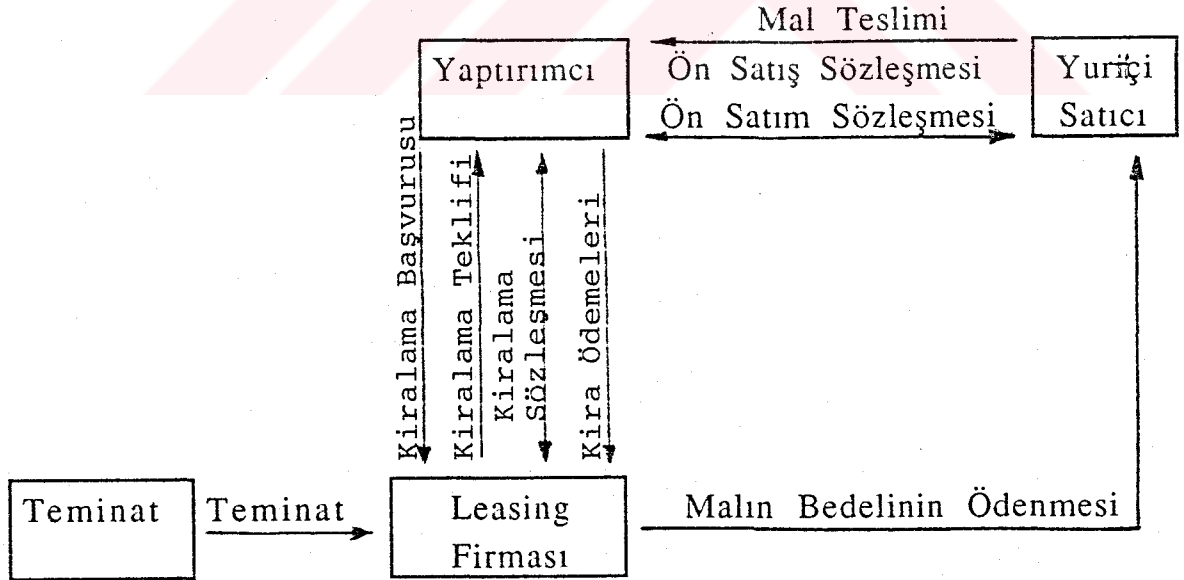 Mal Teslimi
Yaptırımcı
Ön Satış Sözleşmesi
Ön Satım Sözleşmesi
Yuriçi
Satıcı
Kiralama Başvurusu
Kiralama Teklifi
Kiralama
Sözleşmesi
Kira Ödemeleri
Teminat
Teminat
Leasing
Firması
Malın Bedelinin Ödenmesi